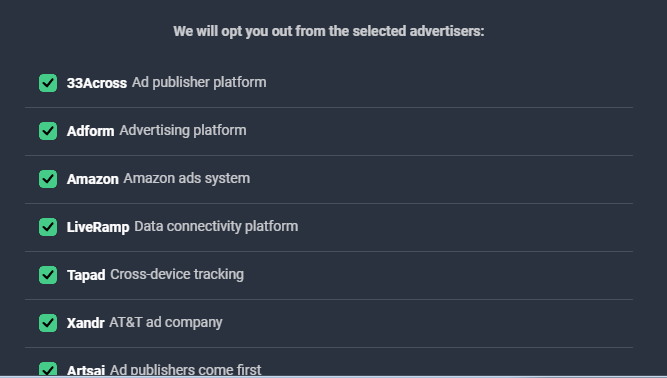 We will opt you out from the selected advertisers:
33Across Ad publisher platform
Adform Advertising platform
Amazon Amazon ads system
LiveRamp Data connectivity platform
Tapad Cross-device tracking
Xandr AT&T ad company
Artsai Ad publishers come first